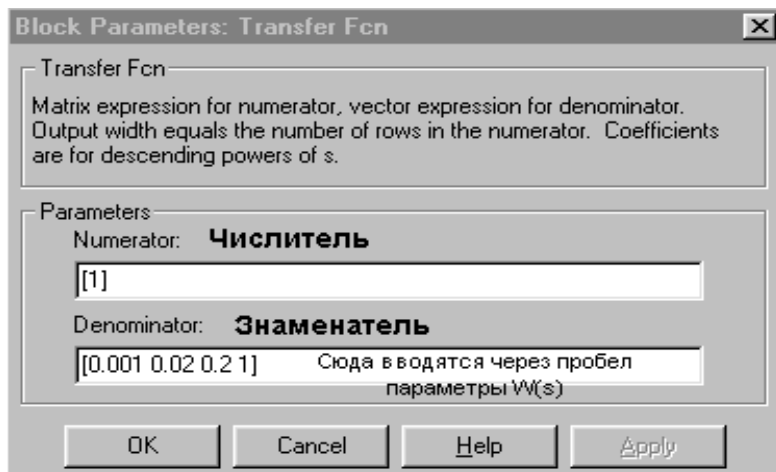 Block Parameters: Transfer Fcn
Transfer Fcn
Matrix expression for numerator, vector expression for denominator.
Output width equals the number of rows in the numerator. Coefficients
are for descending powers of s.
Parameters
Numerator: Числитель
[1]
Denominator: Знаменатель
[0.001 0.02 0.2 1] Сюда вводятся через пробел
параметры W(s)
OK Cancel Help Apply